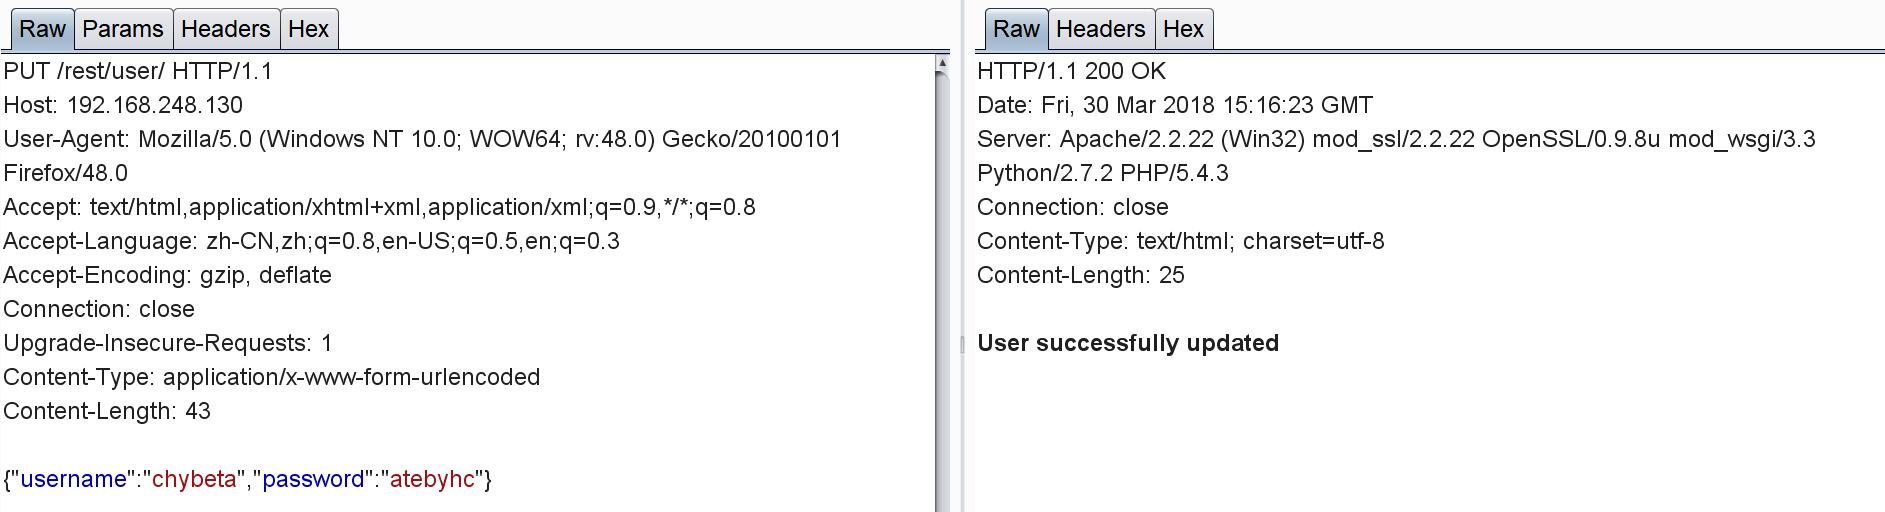 Raw Params Headers Hex
PUT /rest/user/ HTTP/1.1
Host: 192.168.248.130
User-Agent: Mozilla/5.0 (Windows NT 10.0; WOW64; rv:48.0) Gecko/20100101
Firefox/48.0
Accept: text/html,application/xhtml+xml,application/xml;q=0.9,*/*;q=0.8
Accept-Language: zh-CN,zh;q=0.8,en-US;q=0.5,en;q=0.3
Accept-Encoding: gzip, deflate
Connection: close
Upgrade-Insecure-Requests: 1
Content-Type: application/x-www-form-urlencoded
Content-Length: 43
{"username":"chybeta","password":"atebyhc"}
Raw Headers Hex
HTTP/1.1 200 OK
Date: Fri, 30 Mar 2018 15:16:23 GMT
Server: Apache/2.2.22 (Win32) mod_ssl/2.2.22 OpenSSL/0.9.8u mod_wsgi/3.3
Python/2.7.2 PHP/5.4.3
Connection: close
Content-Type: text/html; charset=utf-8
Content-Length: 25
User successfully updated